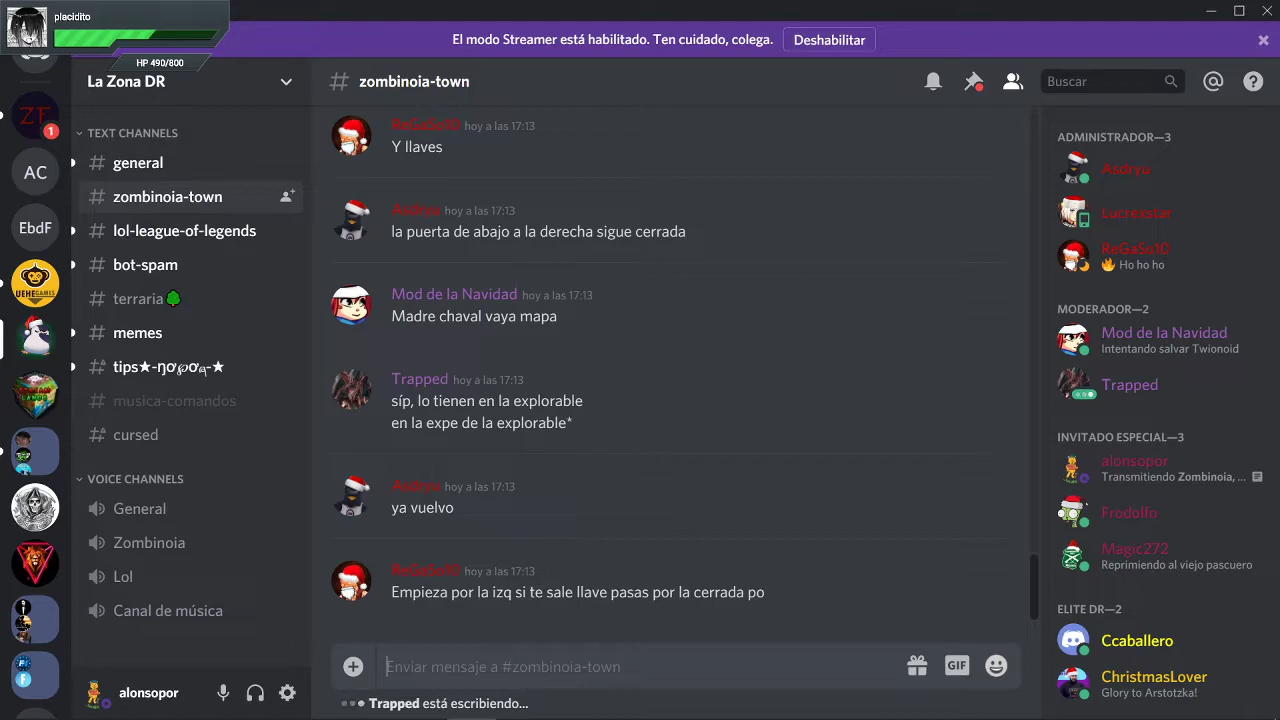 placidito
HP 490/800
El modo Streamer está habilitado. Ten cuidado, colega.
Deshabilitar
ZF
1
AC
EbdF
UEHEGAMES
La Zona DR
TEXT CHANNELS
general
zombinoia-town
lol-league-of-legends
bot-spam
terraria
memes
tips★-ŋơ℘ơཞ-★
musica-comandos
cursed
VOICE CHANNELS
General
Zombinoia
Lol
Canal de música
alonsopor
zombinoia-town
Buscar
ReGaSo10 hoy a las 17:13
Y llaves
Asdryu hoy a las 17:13
la puerta de abajo a la derecha sigue cerrada
Mod de la Navidad hoy a las 17:13
Madre chaval vaya mapa
Trapped hoy a las 17:13
síp, lo tienen en la explorable
en la expe de la explorable*
Asdryu hoy a las 17:13
ya vuelvo
ReGaSo10 hoy a las 17:13
Empieza por la izq si te sale llave pasas por la cerrada po
Enviar mensaje a #zombinoia-town
GIF
Trapped está escribiendo...
ADMINISTRADOR—3
Asdryu
Lucrexstar
ReGaSo10
Ho ho ho
MODERADOR—2
Mod de la Navidad
Intentando salvar Twionoid
Trapped
INVITADO ESPECIAL—3
alonsopor
Transmitiendo Zombinoia, ...
Frodolfo
Magic272
Reprimiendo al viejo pascuero
ELITE DR—2
Ccaballero
ChristmasLover
Glory to Arstotzka!